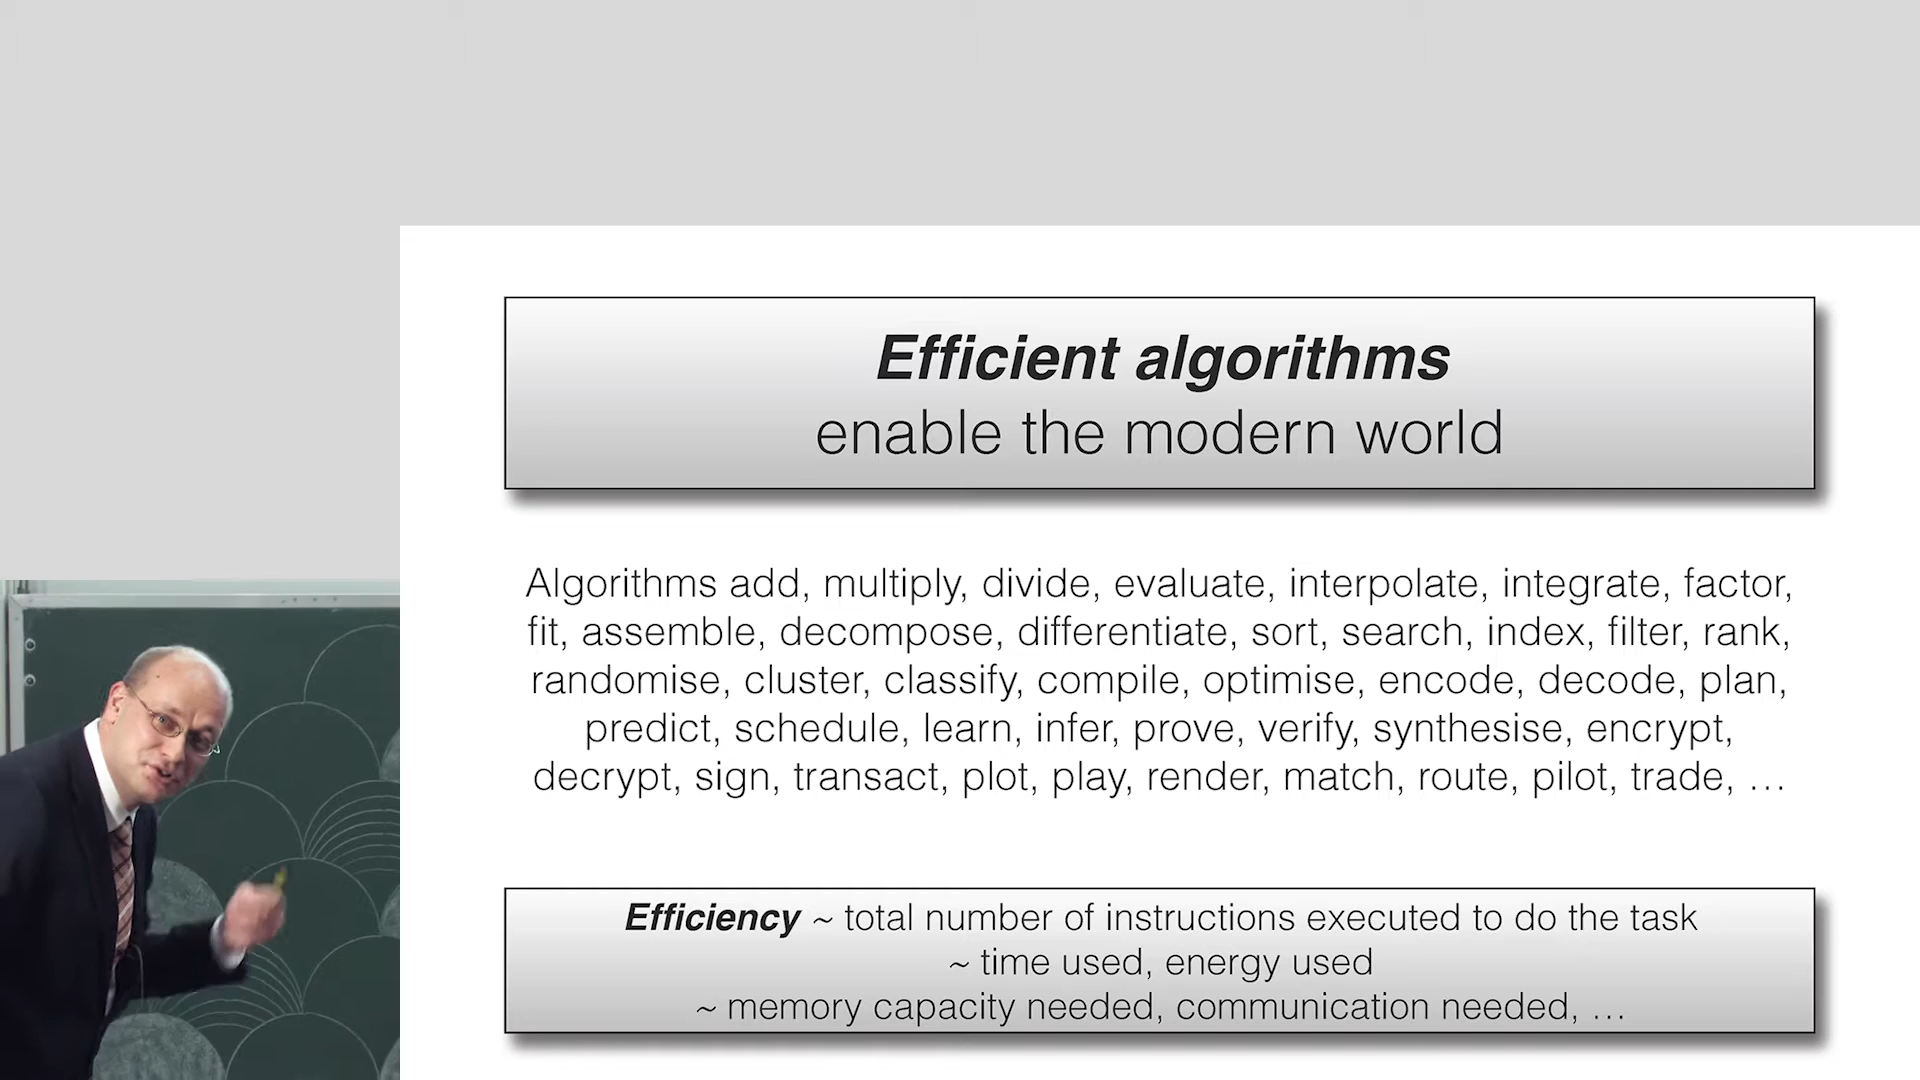 Efficient algorithms
enable the modern world
Algorithms add, multiply, divide, evaluate, interpolate, integrate, factor,
fit, assemble, decompose, differentiate, sort, search, index, filter, rank,
randomise, cluster, classify, compile, optimise, encode, decode, plan,
predict, schedule, learn, infer, prove, verify, synthesise, encrypt,
decrypt, sign, transact, plot, play, render, match, route, pilot, trade, …
Efficiency ~ total number of instructions executed to do the task
~ time used, energy used
~ memory capacity needed, communication needed, …